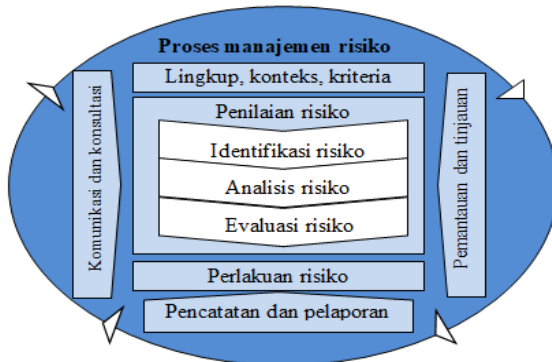 Proses manajemen risiko
Lingkup, konteks, kriteria
Komunikasi dan konsultasi
Penilaian risiko
Identifikasi risiko
Analisis risiko
Evaluasi risiko
Pemantauan dan tinjauan
Perlakuan risiko
Pencatatan dan pelaporan